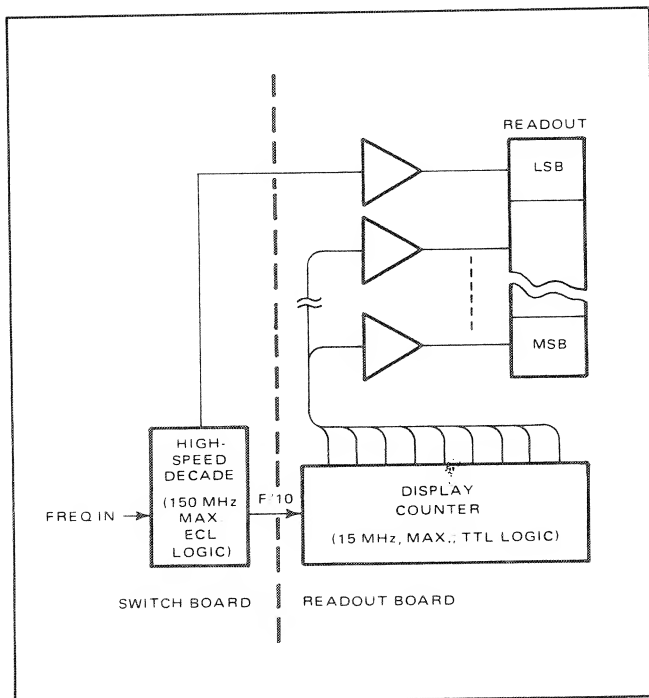 READOUT
LSB
MSB
HIGH-
SPEED
DECADE
(150 MHz
MAX
ECL
LOGIC)
FREQ IN
F/10
DISPLAY
COUNTER
(15 MHz, MAX., TTL LOGIC)
SWITCH BOARD
READOUT BOARD